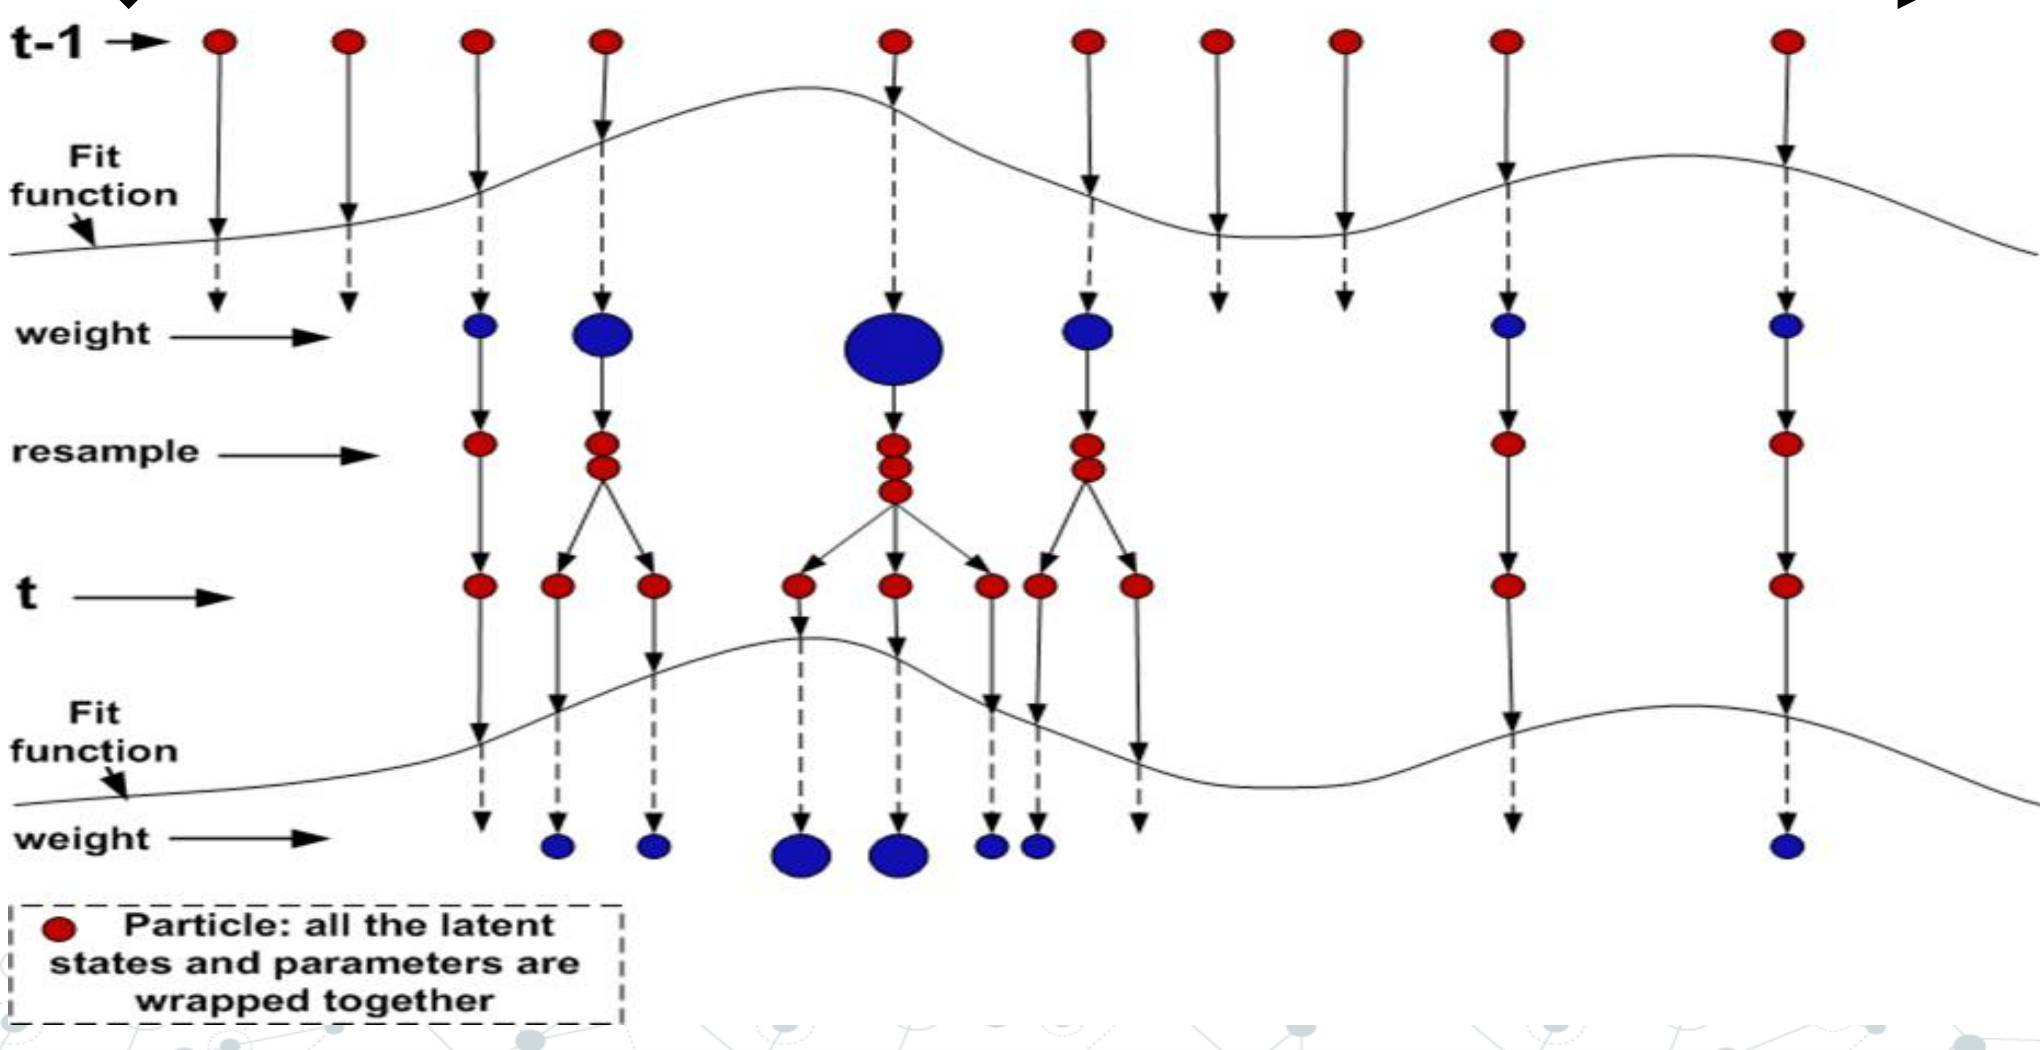 t-1
Fit
function
weight
resample
t
Fit
function
weight
Particle: all the latent
states and parameters are
wrapped together